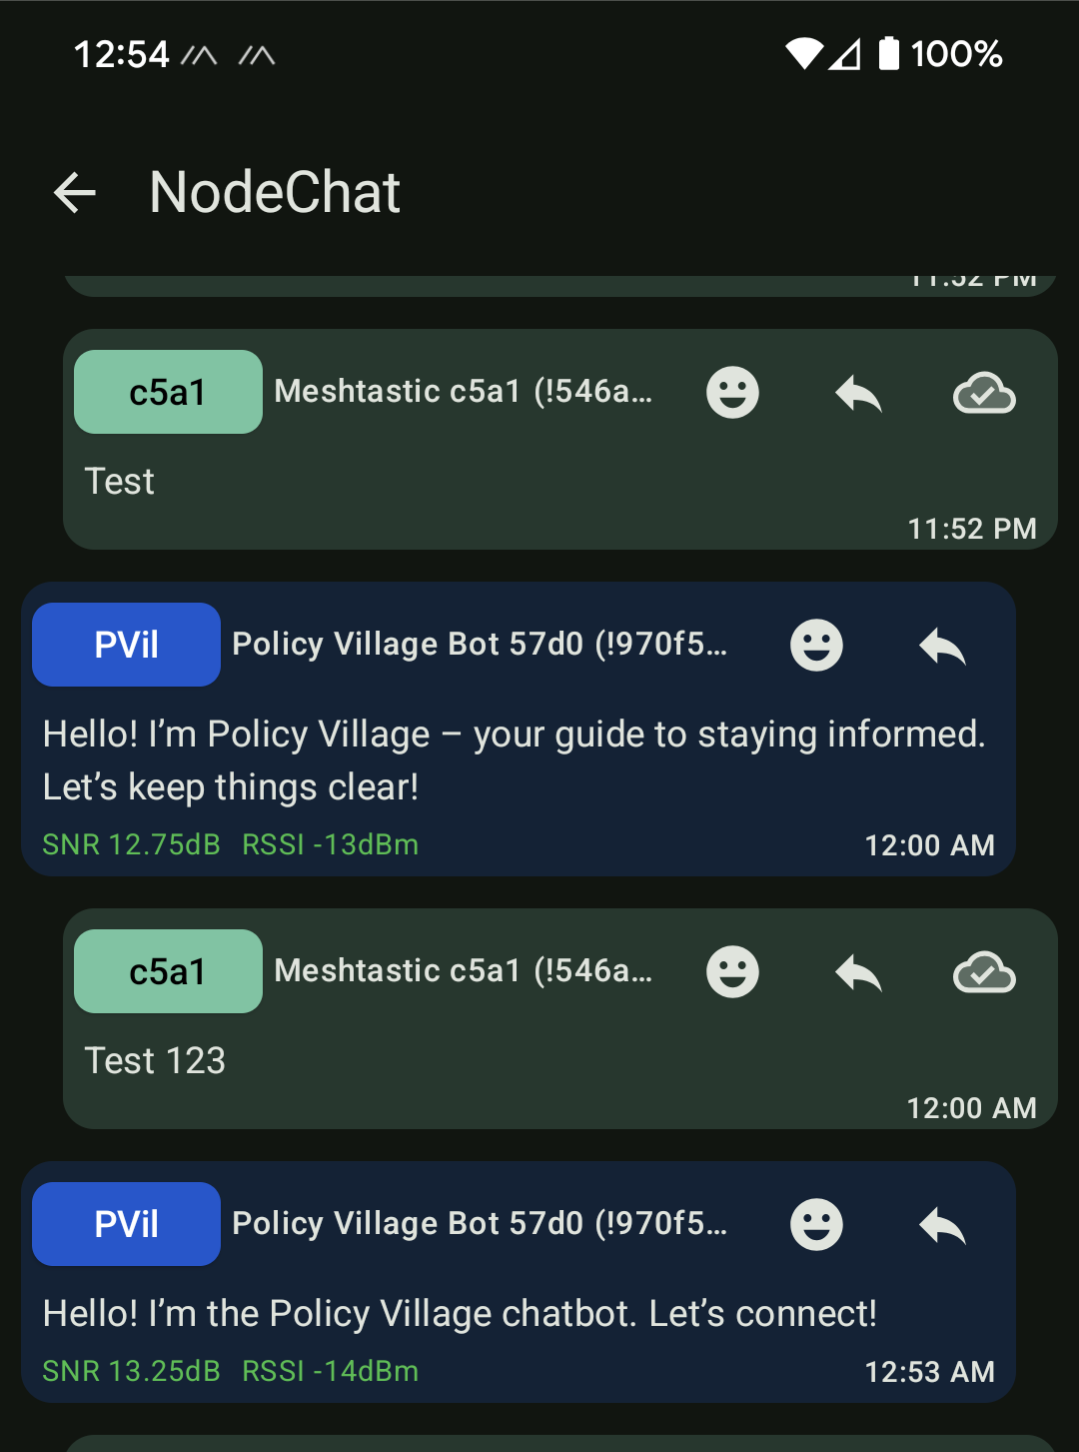 12:54 100%
NodeChat
11:52 PM
c5a1 Meshtastic c5a1 (!546a...
Test
11:52 PM
PVil Policy Village Bot 57d0 (!970f5...
Hello! I’m Policy Village – your guide to staying informed.
Let’s keep things clear!
SNR 12.75dB RSSI -13dBm 12:00 AM
c5a1 Meshtastic c5a1 (!546a...
Test 123
12:00 AM
PVil Policy Village Bot 57d0 (!970f5...
Hello! I’m the Policy Village chatbot. Let’s connect!
SNR 13.25dB RSSI -14dBm 12:53 AM